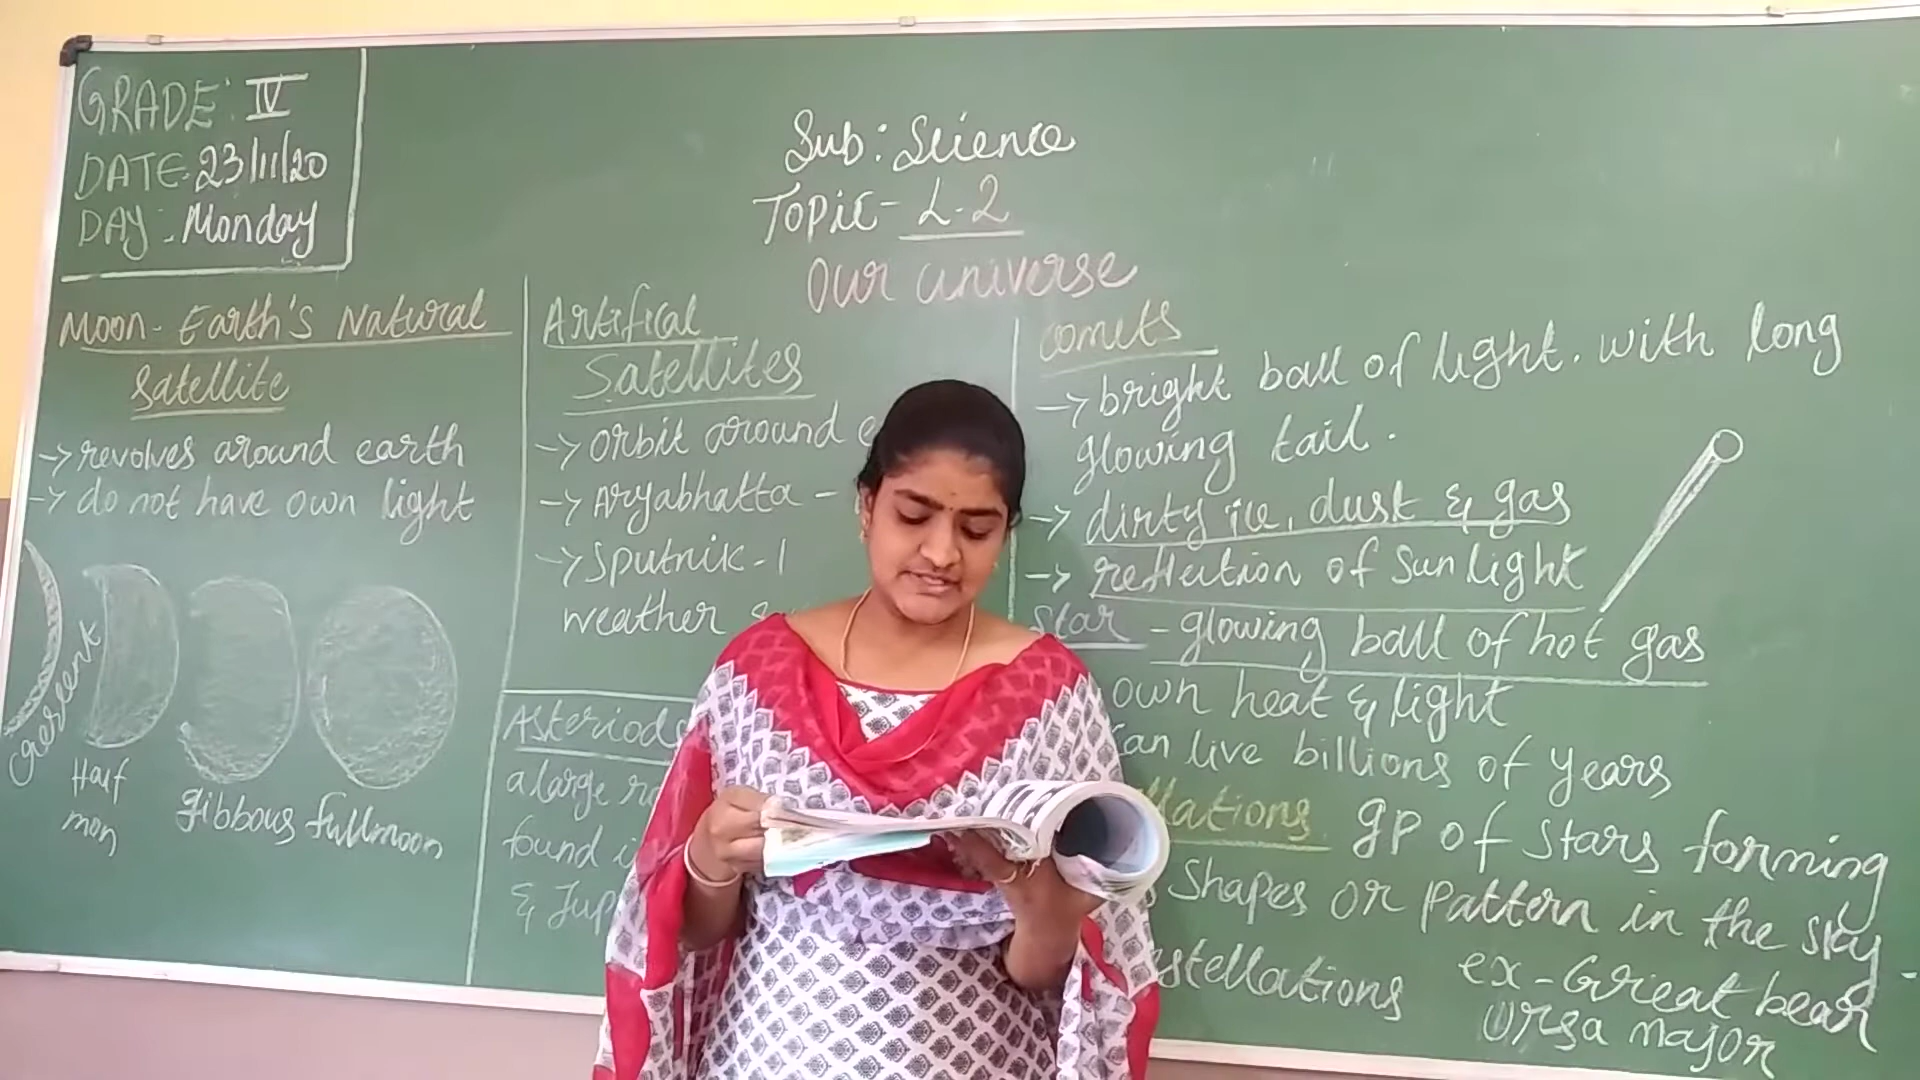 GRADE: IV
DATE- 23/11/20
DAY: Monday
Sub: Science
Topic- L-2
Our universe
Moon- Earth's Natural
Satellite
-> revolves around earth
-> do not have own light
crescent
Half
mon
gibbous
fullmoon
Artifical
Satellites
-> Orbit around
-> Aryabhatta -
-> Sputnik-1
weather
Asteriods
a large
found
& Jup
comets
-> bright ball of light. with long
glowing tail.
-> dirty ice, dust & gas
-> reflection of sunlight
Star - glowing ball of hot gas
own heat & light
can live billions of years
llations gp of stars forming
shapes or pattern in the sky -
stellations ex- Great bear
Ursa major